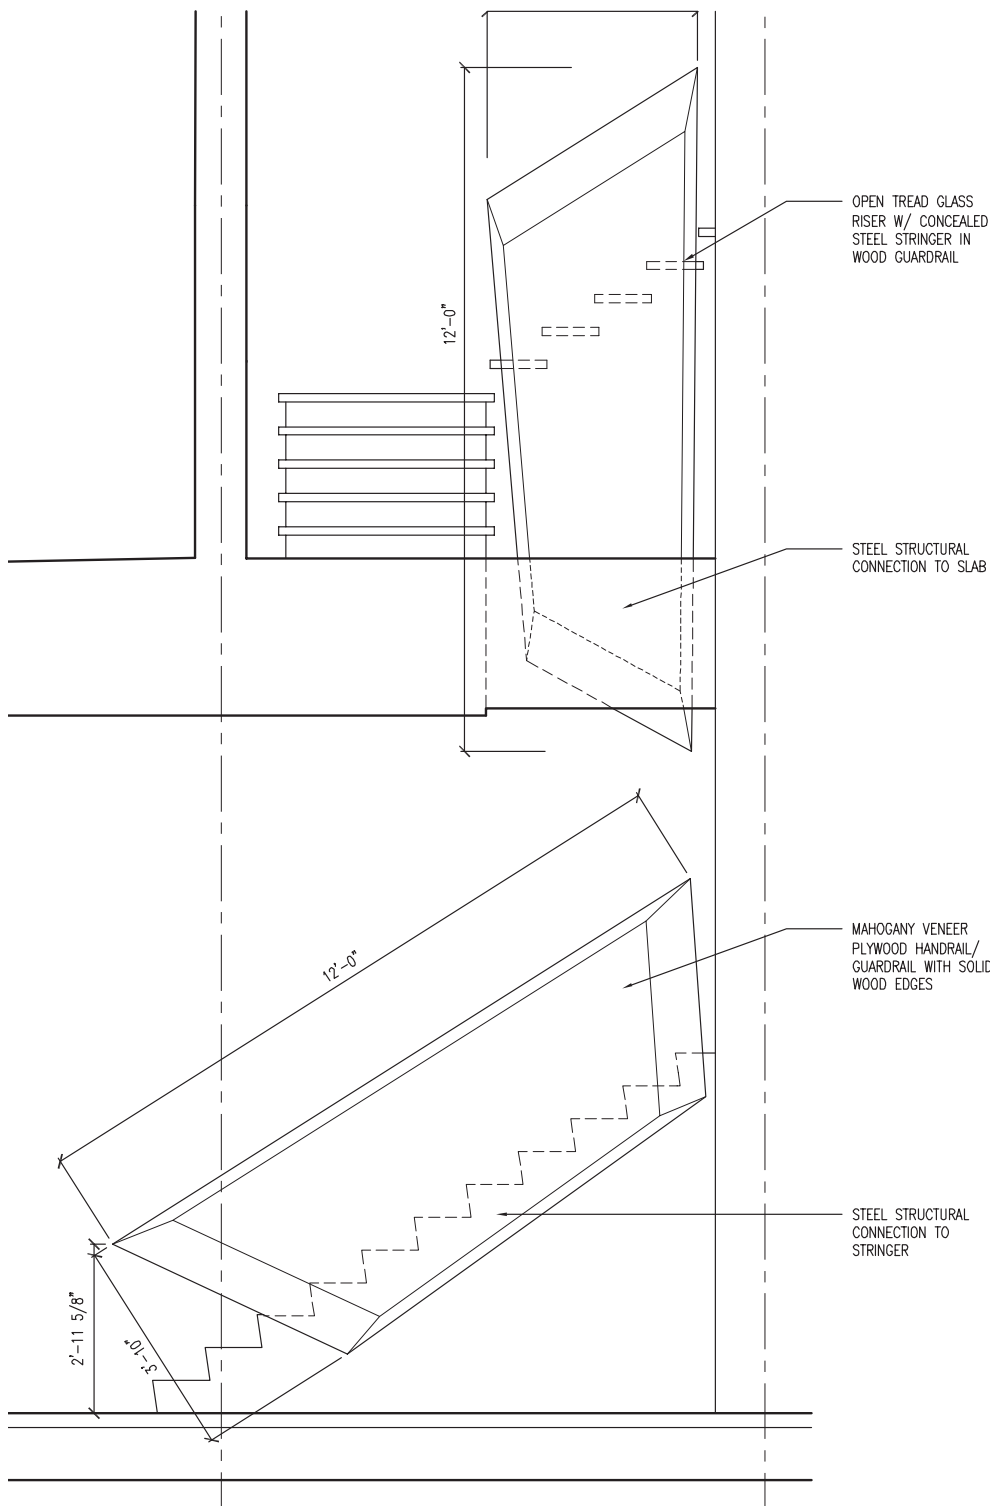 OPEN TREAD GLASS
RISER W/ CONCEALED
STEEL STRINGER IN
WOOD GUARDRAIL
12'-0"
STEEL STRUCTURAL
CONNECTION TO SLAB
MAHOGANY VENEER
PLYWOOD HANDRAIL/
GUARDRAIL WITH SOLID
WOOD EDGES
12'-0"
STEEL STRUCTURAL
CONNECTION TO
STRINGER
2'-11 5/8"
3'-10"